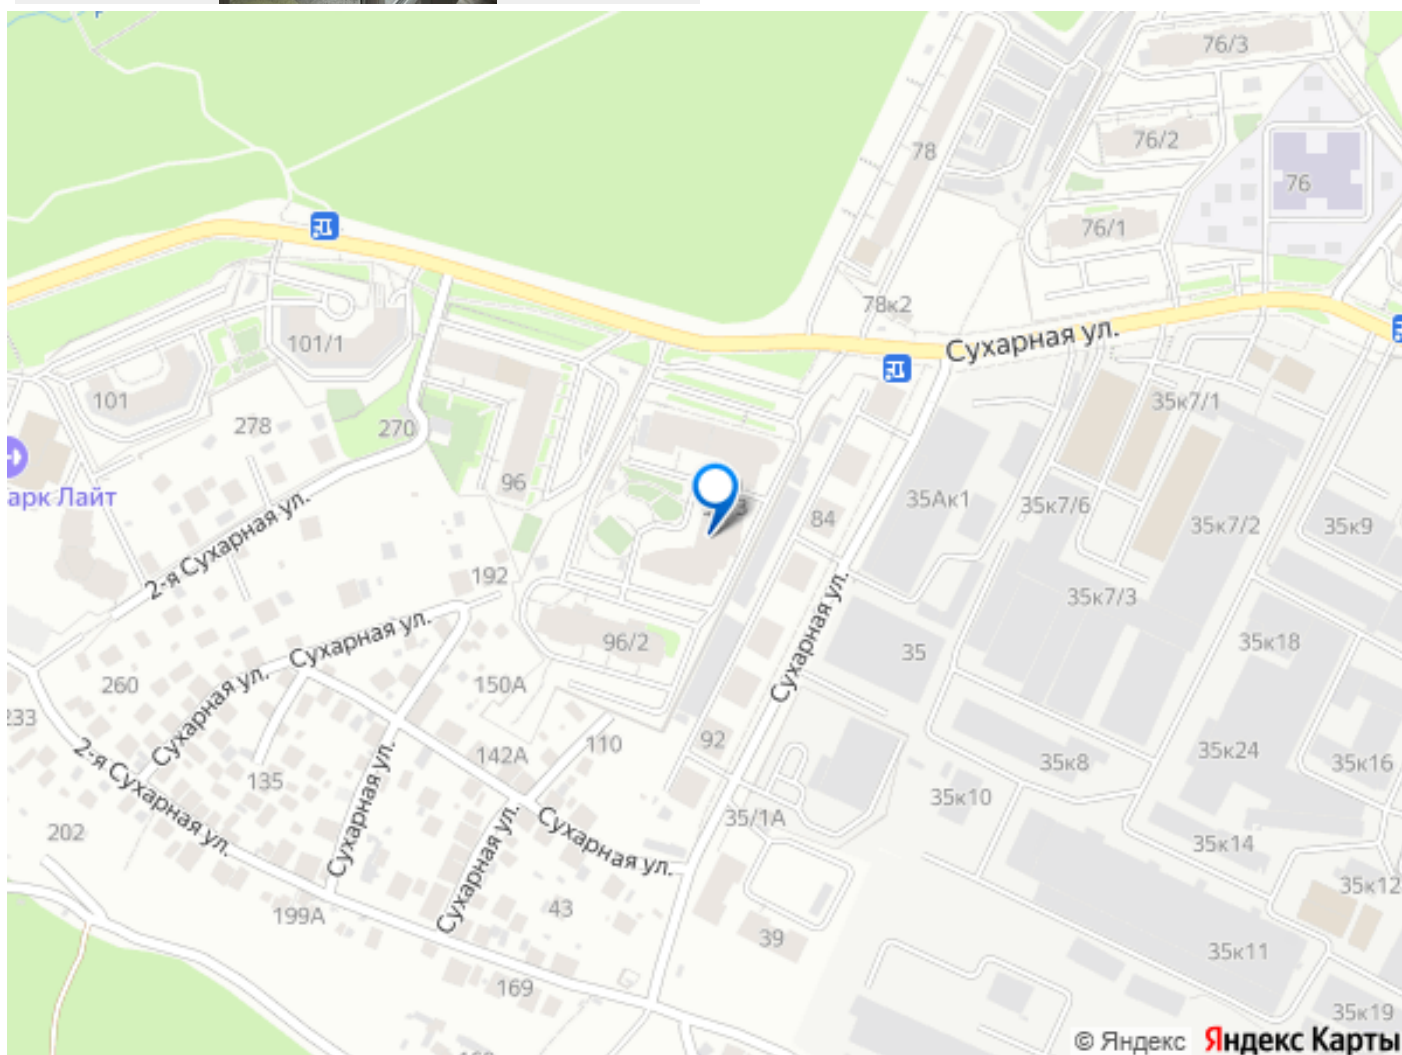 76/3
76/2
78
76
76/1
78к2
Сухарная ул.
101/1
35к7/1
101
278
270
96
арк Лайт
35Ак1
35к7/6
84
35к7/2
35к9
2-я Сухарная ул.
192
35к7/3
Сухарная ул.
96/2
35
35к18
Сухарная ул.
260
150А
Сухарная ул.
233
110
92
142А
35к24
35к8
35к16
2-я Сухарная ул.
135
35к10
Сухарная ул.
35/1А
202
Сухарная ул.
35к14
Сухарная ул.
35к12
199А
43
39
35к11
169
35к19
© Яндекс Яндекс Карты